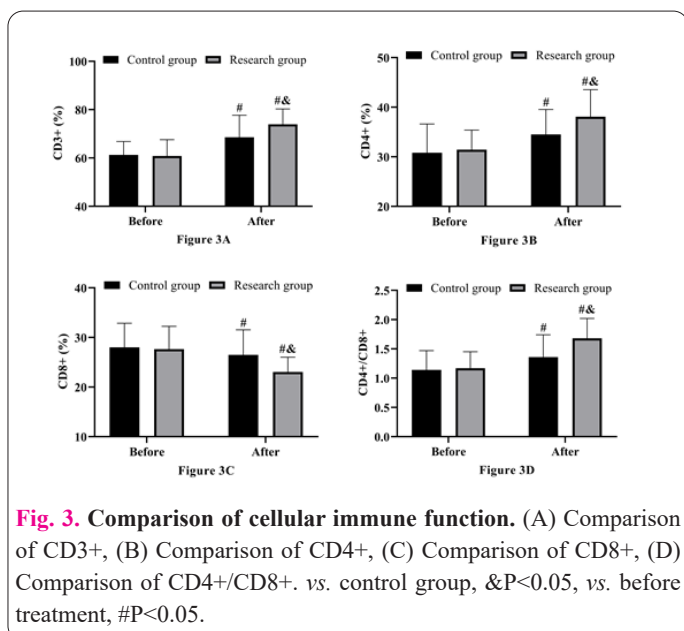 Control group Research group
CD3+ (%)
100
80
60
40
#
#&
Before After
Figure 3A
Control group Research group
CD4+ (%)
50
40
30
20
#
#&
Before After
Figure 3B
Control group Research group
CD8+ (%)
40
30
20
10
#
#&
Before After
Figure 3C
Control group Research group
CD4+/CD8+
2.5
2.0
1.5
1.0
0.5
0.0
#
#&
Before After
Figure 3D
Fig. 3. Comparison of cellular immune function. (A) Comparison
of CD3+, (B) Comparison of CD4+, (C) Comparison of CD8+, (D)
Comparison of CD4+/CD8+. vs. control group, &P<0.05, vs. before
treatment, #P<0.05.